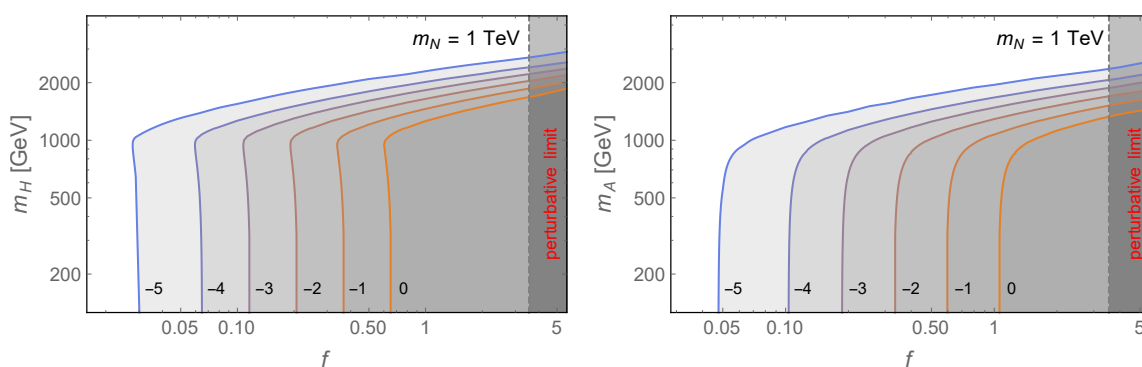 m_N = 1 TeV
m_H [GeV]
2000
1000
500
200
−5 −4 −3 −2 −1 0
perturbative limit
0.05 0.10 0.50 1 5
f
m_N = 1 TeV
m_A [GeV]
2000
1000
500
200
−5 −4 −3 −2 −1 0
perturbative limit
0.05 0.10 0.50 1 5
f